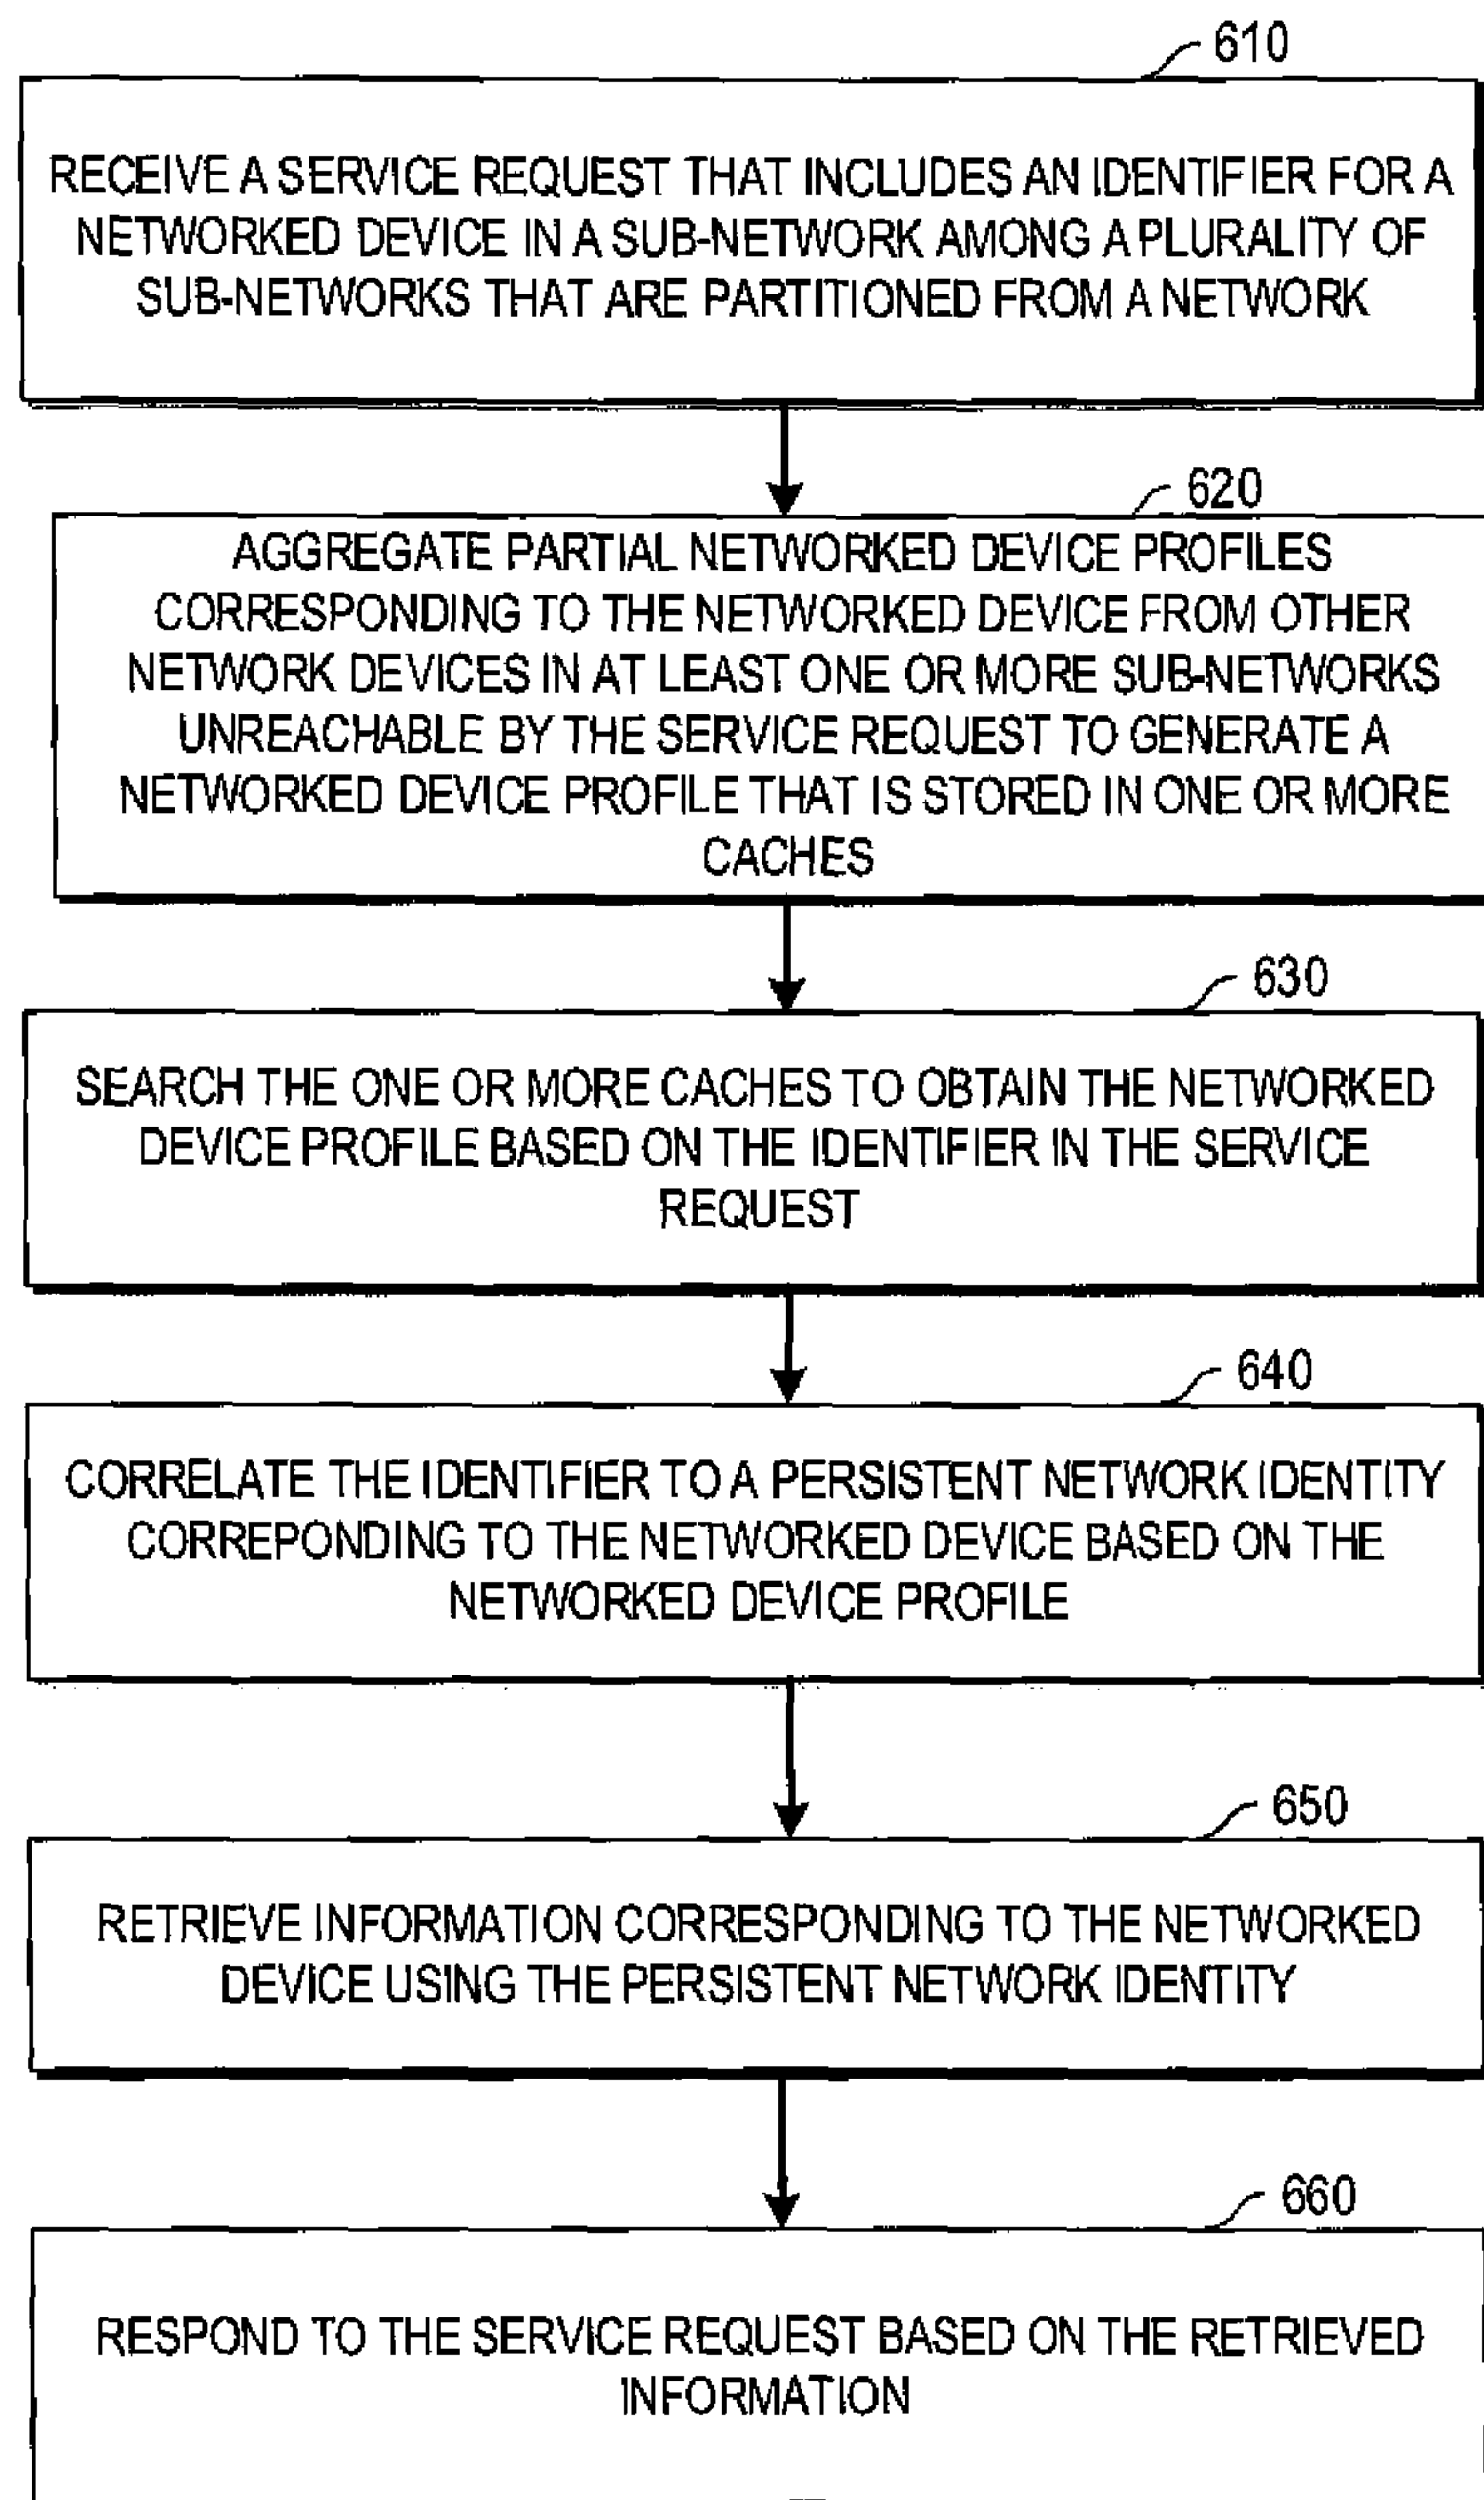 610
RECEIVE A SERVICE REQUEST THAT INCLUDES AN IDENTIFIER FOR A
NETWORKED DEVICE IN A SUB-NETWORK AMONG A PLURALITY OF
SUB-NETWORKS THAT ARE PARTITIONED FROM A NETWORK
620
AGGREGATE PARTIAL NETWORKED DEVICE PROFILES
CORRESPONDING TO THE NETWORKED DEVICE FROM OTHER
NETWORK DEVICES IN AT LEAST ONE OR MORE SUB-NETWORKS
UNREACHABLE BY THE SERVICE REQUEST TO GENERATE A
NETWORKED DEVICE PROFILE THAT IS STORED IN ONE OR MORE
CACHES
630
SEARCH THE ONE OR MORE CACHES TO OBTAIN THE NETWORKED
DEVICE PROFILE BASED ON THE IDENTIFIER IN THE SERVICE
REQUEST
640
CORRELATE THE IDENTIFIER TO A PERSISTENT NETWORK IDENTITY
CORREPONDING TO THE NETWORKED DEVICE BASED ON THE
NETWORKED DEVICE PROFILE
650
RETRIEVE INFORMATION CORRESPONDING TO THE NETWORKED
DEVICE USING THE PERSISTENT NETWORK IDENTITY
660
RESPOND TO THE SERVICE REQUEST BASED ON THE RETRIEVED
INFORMATION